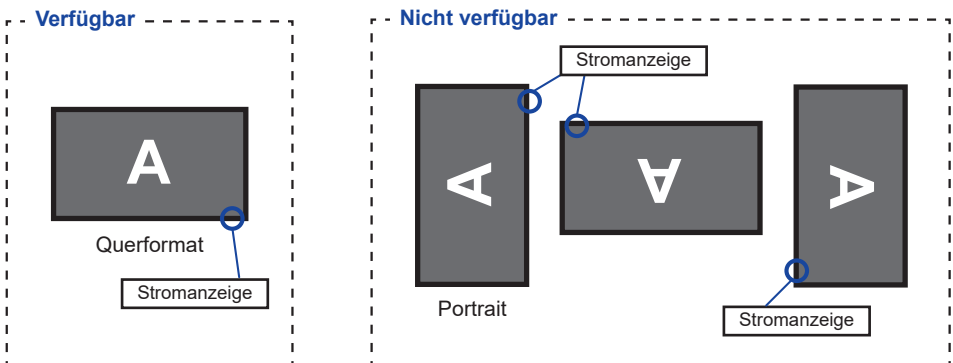 Verfügbar
A
Querformat
Stromanzeige
Nicht verfügbar
Stromanzeige
A
A
A
Portrait
Stromanzeige